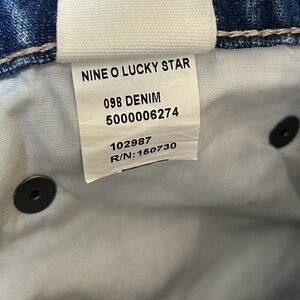 NINE O LUCKY STAR
098 DENIM
5000006274
102987
R/N: 150730